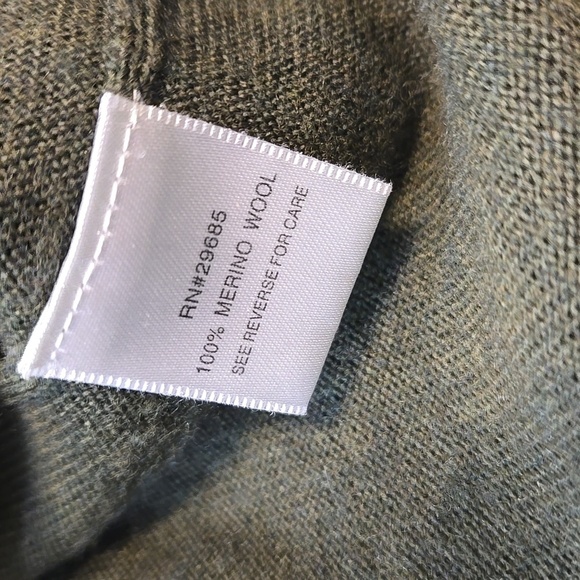 RN#29685
100% MERINO WOOL
SEE REVERSE FOR CARE